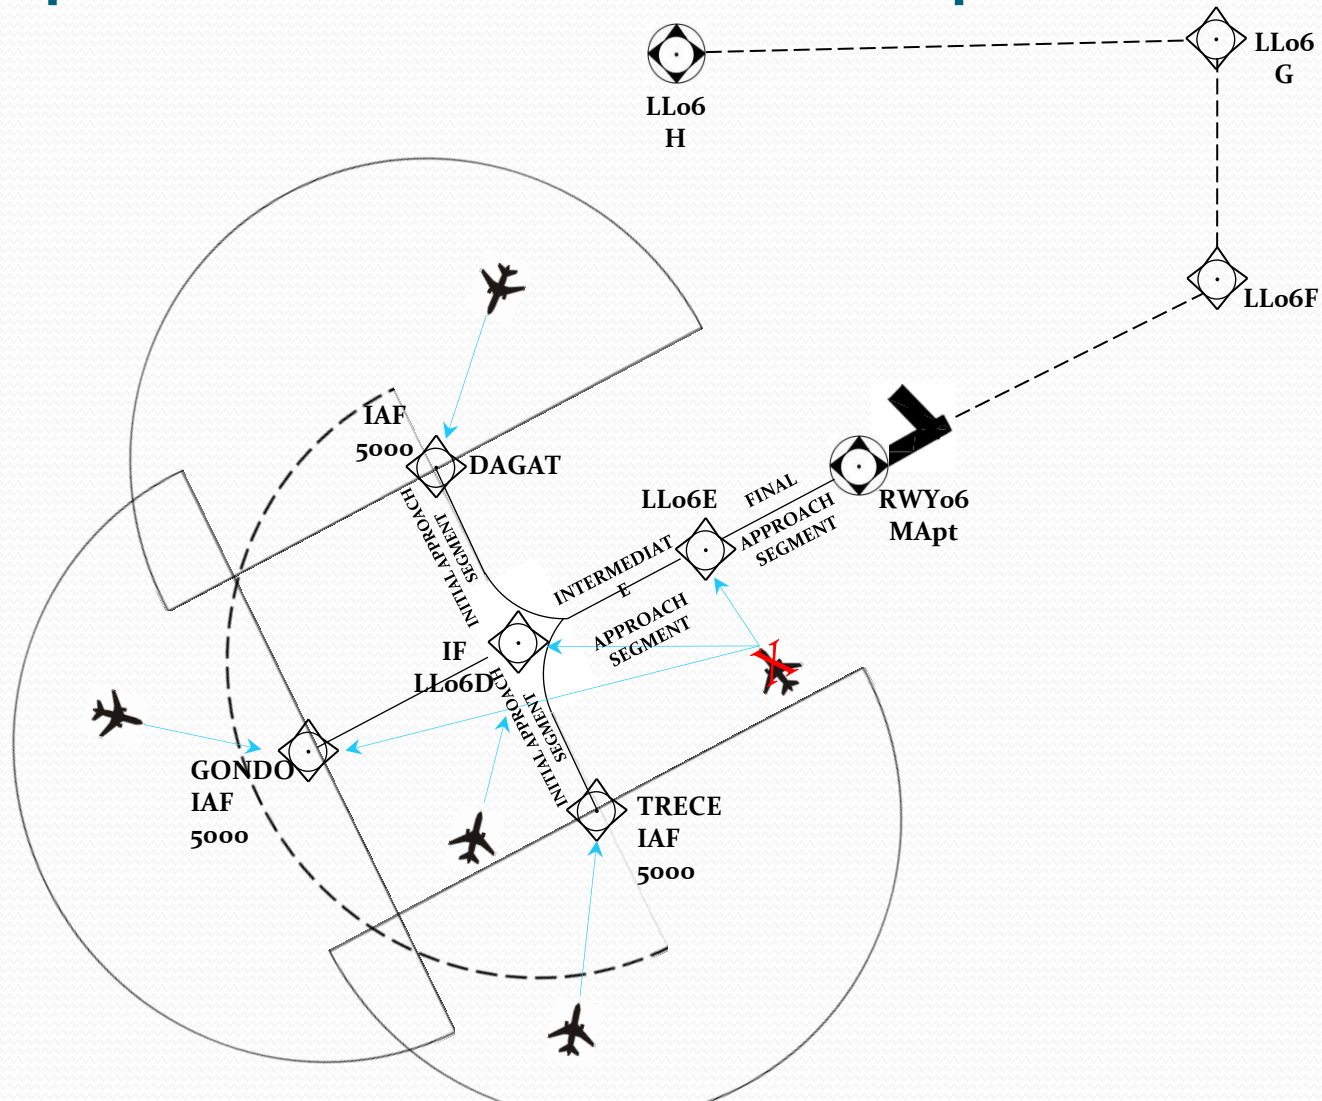 LL06
G
LL06
H
LL06F
IAF
5000
DAGAT
LL06E
FINAL
APPROACH
SEGMENT
RWY06
MApt
INITIAL APPROACH
SEGMENT
INTERMEDIAT
E
APPROACH
SEGMENT
IF
LL06D
INITIAL APPROACH
SEGMENT
GONDO
IAF
5000
TRECE
IAF
5000